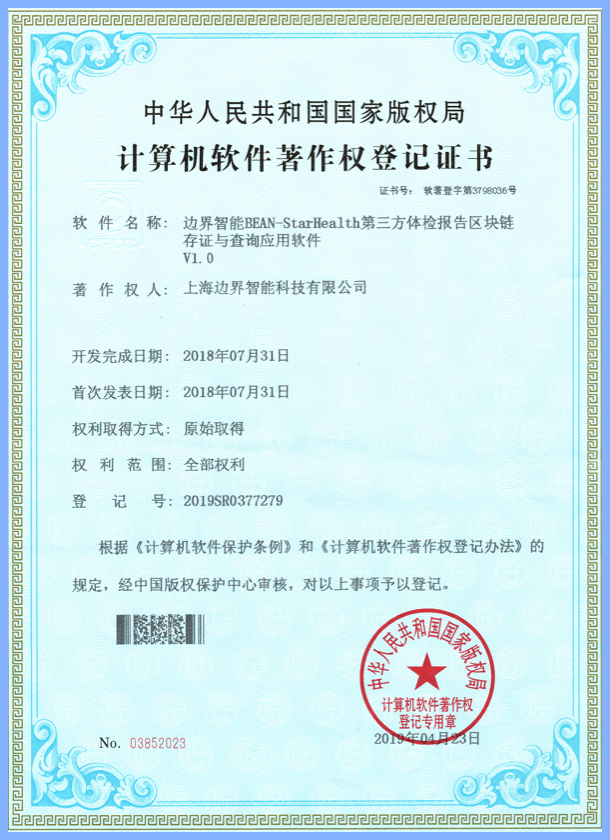 中华人民共和国国家版权局
计算机软件著作权登记证书
证书号: 软著登字第3798036号
软件名称: 边界智能BEAN-StarHealth第三方体检报告区块链
存证与查询应用软件
V1.0
著作权人: 上海边界智能科技有限公司
开发完成日期: 2018年07月31日
首次发表日期: 2018年07月31日
权利取得方式: 原始取得
权利范围: 全部权利
登记号: 2019SR0377279
根据《计算机软件保护条例》和《计算机软件著作权登记办法》的
规定，经中国版权保护中心审核，对以上事项予以登记。
中华人民共和国国家版权局
计算机软件著作权
登记专用章
No. 03852023
2019年04月23日